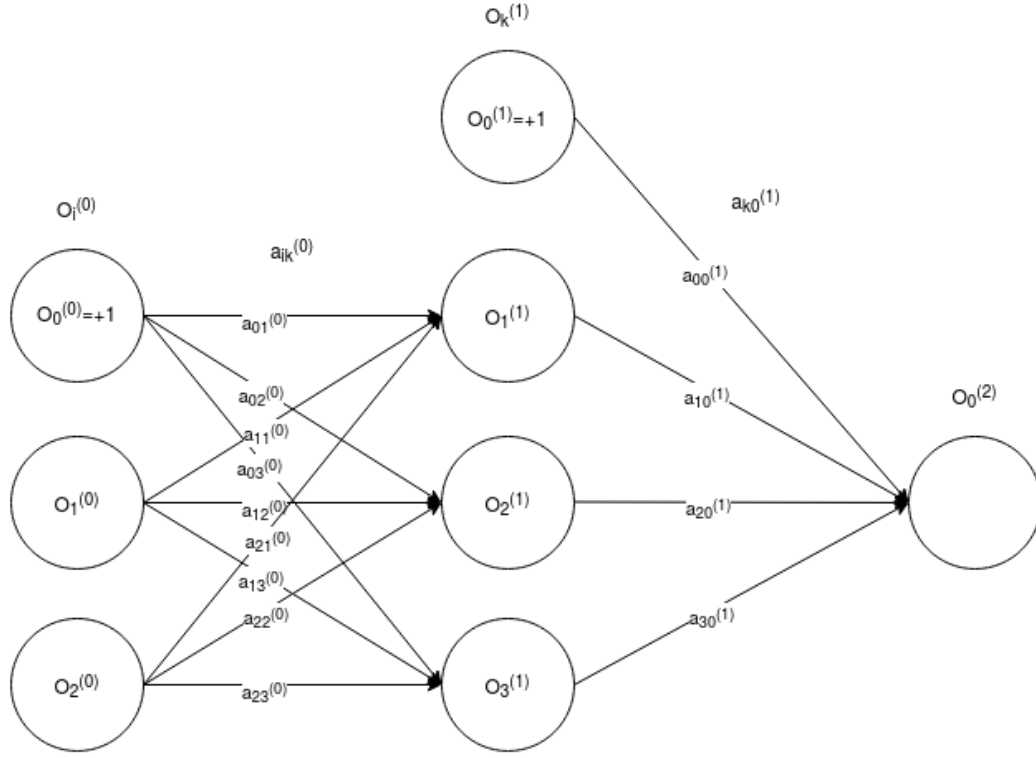 Oₖ⁽¹⁾
O₀⁽¹⁾=+1
aₖ₀⁽¹⁾
Oᵢ⁽⁰⁾
aᵢₖ⁽⁰⁾
a₀₀⁽¹⁾
O₀⁽⁰⁾=+1
a₀₁⁽⁰⁾
O₁⁽¹⁾
a₀₂⁽⁰⁾
a₁₀⁽¹⁾
O₀⁽²⁾
a₁₁⁽⁰⁾
a₀₃⁽⁰⁾
O₁⁽⁰⁾
a₁₂⁽⁰⁾
O₂⁽¹⁾
a₂₀⁽¹⁾
a₂₁⁽⁰⁾
a₁₃⁽⁰⁾
a₂₂⁽⁰⁾
a₃₀⁽¹⁾
O₂⁽⁰⁾
a₂₃⁽⁰⁾
O₃⁽¹⁾